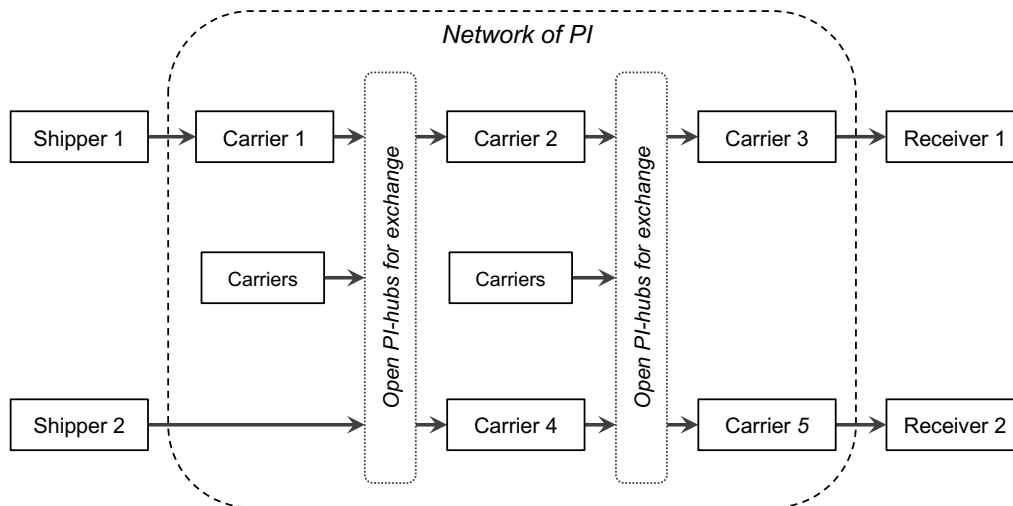 Network of PI
Shipper 1
Carrier 1
Open PI-hubs for exchange
Carrier 2
Open PI-hubs for exchange
Carrier 3
Receiver 1
Carriers
Carriers
Shipper 2
Carrier 4
Carrier 5
Receiver 2